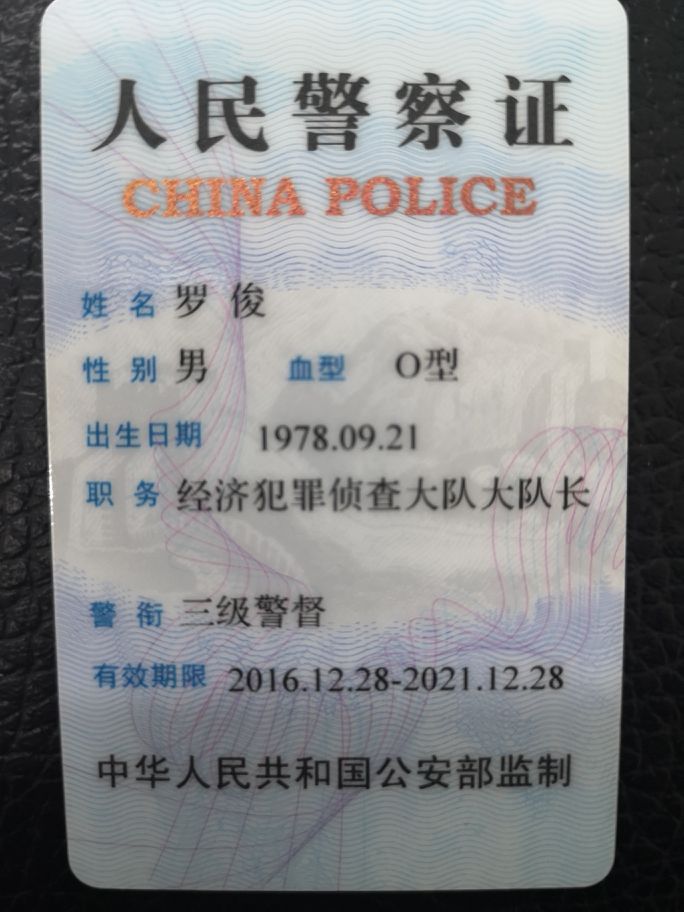 人民警察证
CHINA POLICE
姓名 罗俊
性别 男 血型 O型
出生日期 1978.09.21
职务 经济犯罪侦查大队大队长
警衔 三级警督
有效期限 2016.12.28-2021.12.28
中华人民共和国公安部监制